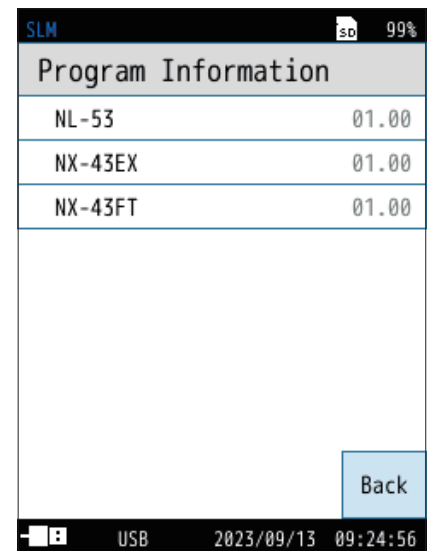 SLM SD 99%
Program Information
NL-53 01.00
NX-43EX 01.00
NX-43FT 01.00
Back
USB 2023/09/13 09:24:56